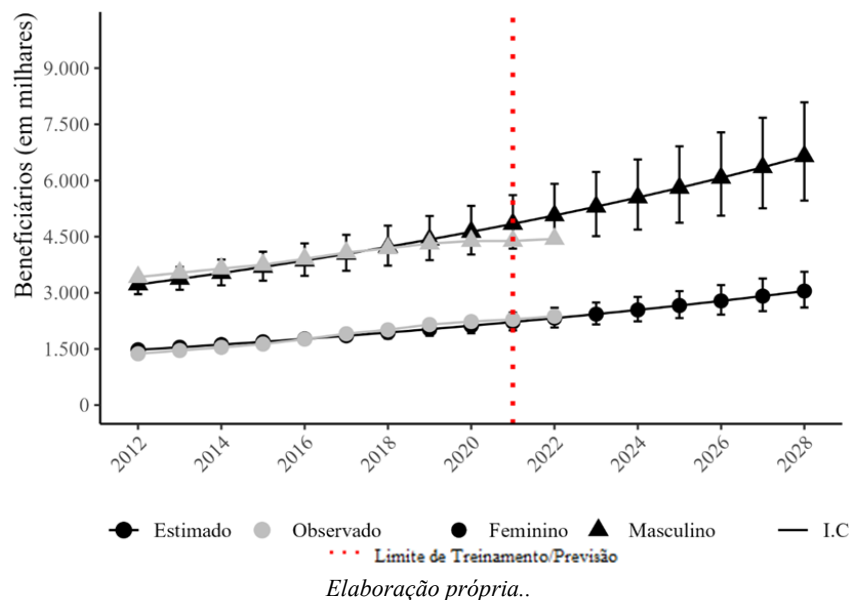 Beneficiários (em milhares)
9.000
7.500
6.000
4.500
3.000
1.500
0
2012 2014 2016 2018 2020 2022 2024 2026 2028
Estimado Observado Feminino Masculino I.C
Limite de Treinamento/Previsão
Elaboração própria..